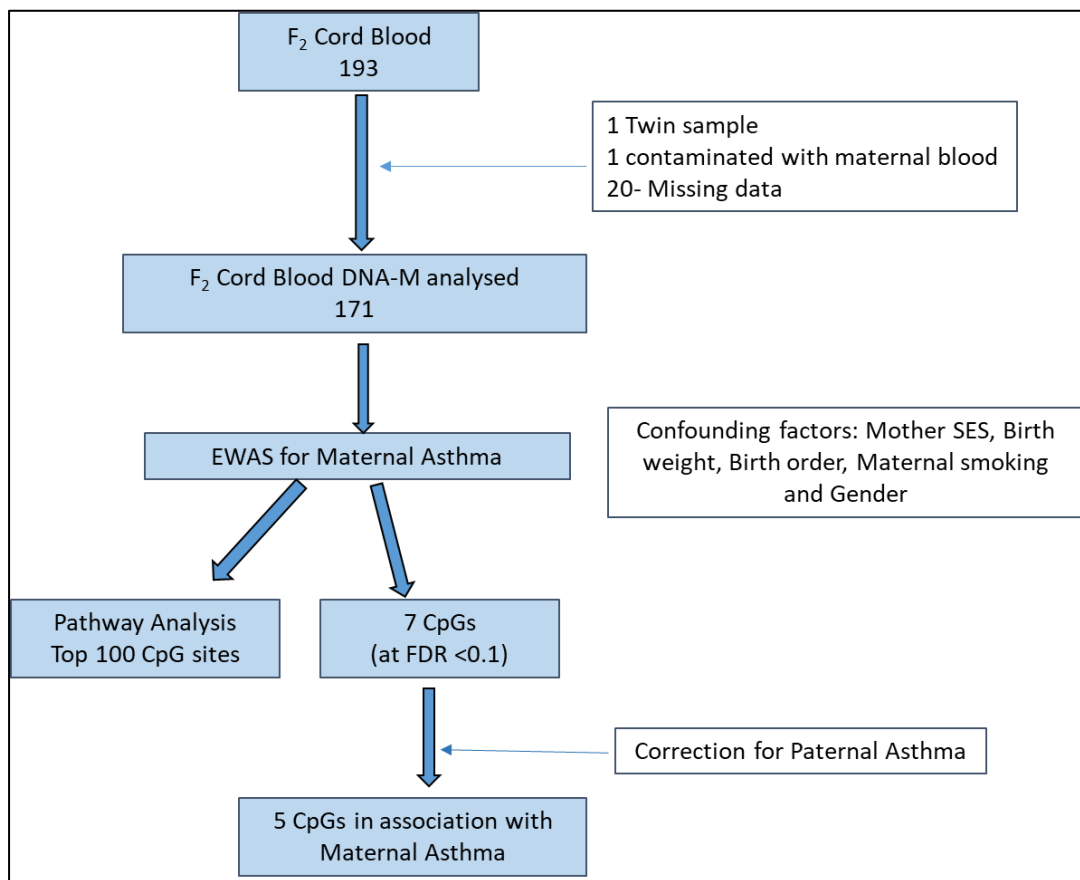 F₂ Cord Blood
193
1 Twin sample
1 contaminated with maternal blood
20- Missing data
F₂ Cord Blood DNA-M analysed
171
EWAS for Maternal Asthma
Confounding factors: Mother SES, Birth
weight, Birth order, Maternal smoking
and Gender
Pathway Analysis
Top 100 CpG sites
7 CpGs
(at FDR <0.1)
Correction for Paternal Asthma
5 CpGs in association with
Maternal Asthma